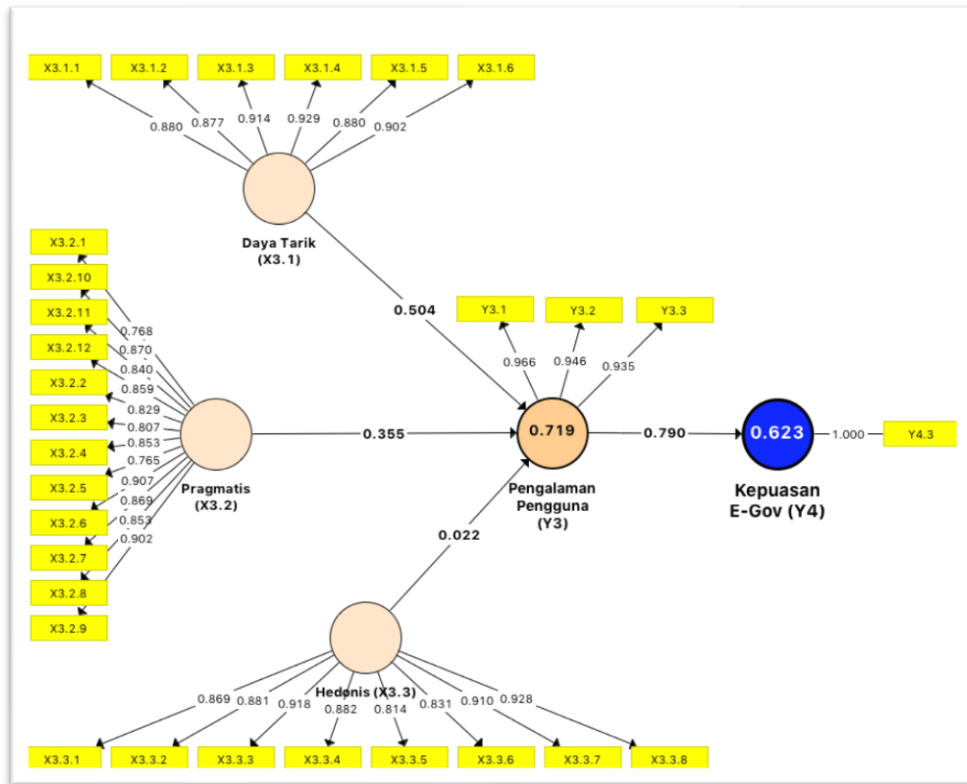 X3.1.1 X3.1.2 X3.1.3 X3.1.4 X3.1.5 X3.1.6
0.880 0.877 0.914 0.929 0.880 0.902
Daya Tarik
(X3.1)
0.504
X3.2.1
X3.2.10
X3.2.11
X3.2.12
X3.2.2
X3.2.3
X3.2.4
X3.2.5
X3.2.6
X3.2.7
X3.2.8
X3.2.9
0.768
0.870
0.840
0.859
0.829
0.807
0.853
0.765
0.907
0.869
0.853
0.902
Pragmatis
(X3.2)
0.355
Y3.1 Y3.2 Y3.3
0.966 0.946 0.935
0.719
Pengalaman
Pengguna
(Y3)
0.790
0.623
Kepuasan
E-Gov (Y4)
1.000
Y4.3
0.022
Hedonis (X3.3)
0.869 0.881 0.918 0.882 0.814 0.831 0.910 0.928
X3.3.1 X3.3.2 X3.3.3 X3.3.4 X3.3.5 X3.3.6 X3.3.7 X3.3.8